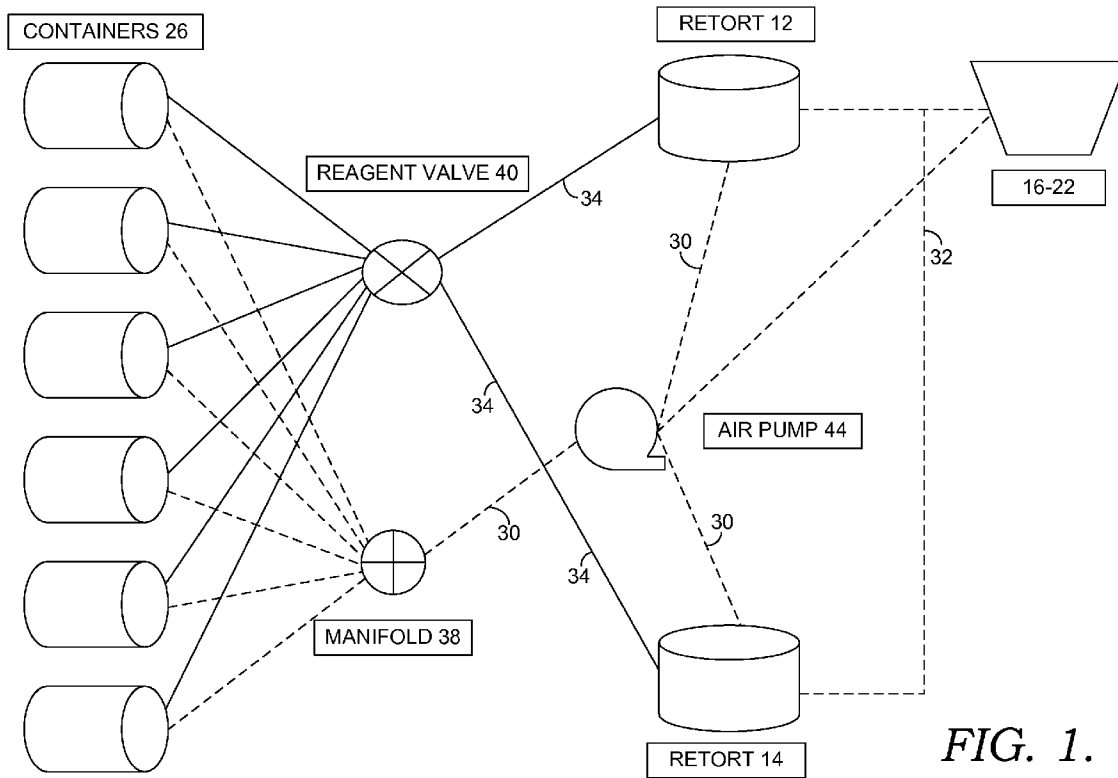 CONTAINERS 26
RETORT 12
REAGENT VALVE 40
16-22
34
30
32
34
AIR PUMP 44
30
30
34
MANIFOLD 38
RETORT 14
FIG. 1.